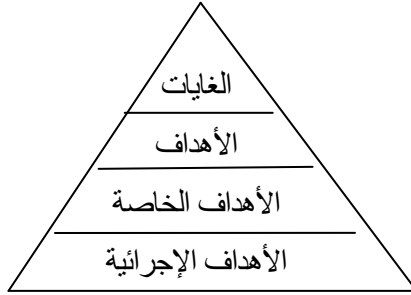 الغايات
الأهداف
الأهداف الخاصة
الأهداف الإجرائية